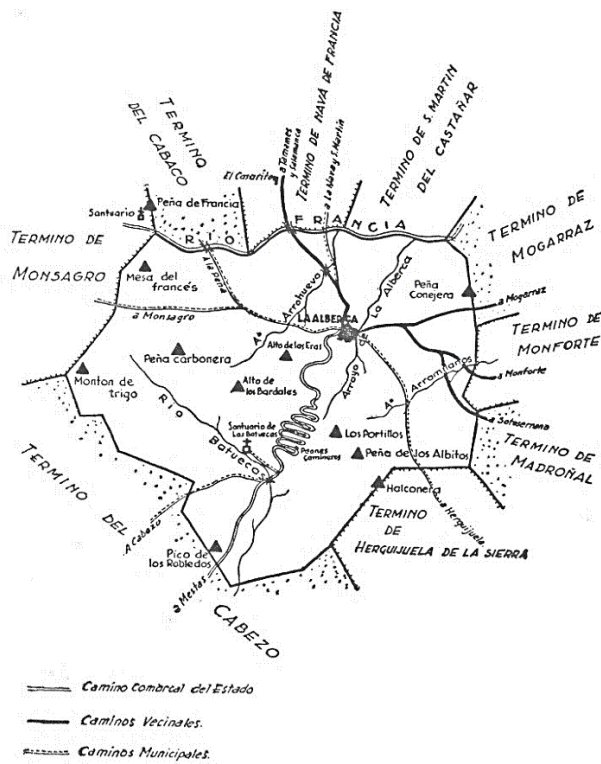 TERMINO
DEL CABACO
El Casarito
a Tamames
y Salamanca
TERMINO DE NAVA DE FRANCIA
a La Nava y S. Martín
TERMINO DE S. MARTIN
DEL CASTAÑAR
Peña de Francia
Santuario
TERMINO DE
MONSAGRO
RIO FRANCIA
TERMINO DE
MOGARRAZ
Mesa del
francés
A la Peña
Aº Arrohuevo
La Alberca
Peña
Conejera
a Monsagro
LA ALBERCA
a Mogarraz
TERMINO DE
MONFORTE
Peña carbonera
Alto de las Eras
Arroyo de
Aº Arromilanos
a Monforte
Monton de
trigo
Alto de
los Bardales
RIO
Batuecas
Santuario de
Las Batuecas
Peones
Camineros
Los Portillos
Peña de los Albitos
a Sotoserrano
TERMINO DE
MADROÑAL
Halconera
a Herguijuela
TERMINO
DE
HERGUIJUELA DE LA SIERRA
TERMINO DEL
CABEZO
A Cabezo
Pico de
los Robledos
a Mestas
Camino Comarcal del Estado
Caminos Vecinales.
Caminos Municipales.